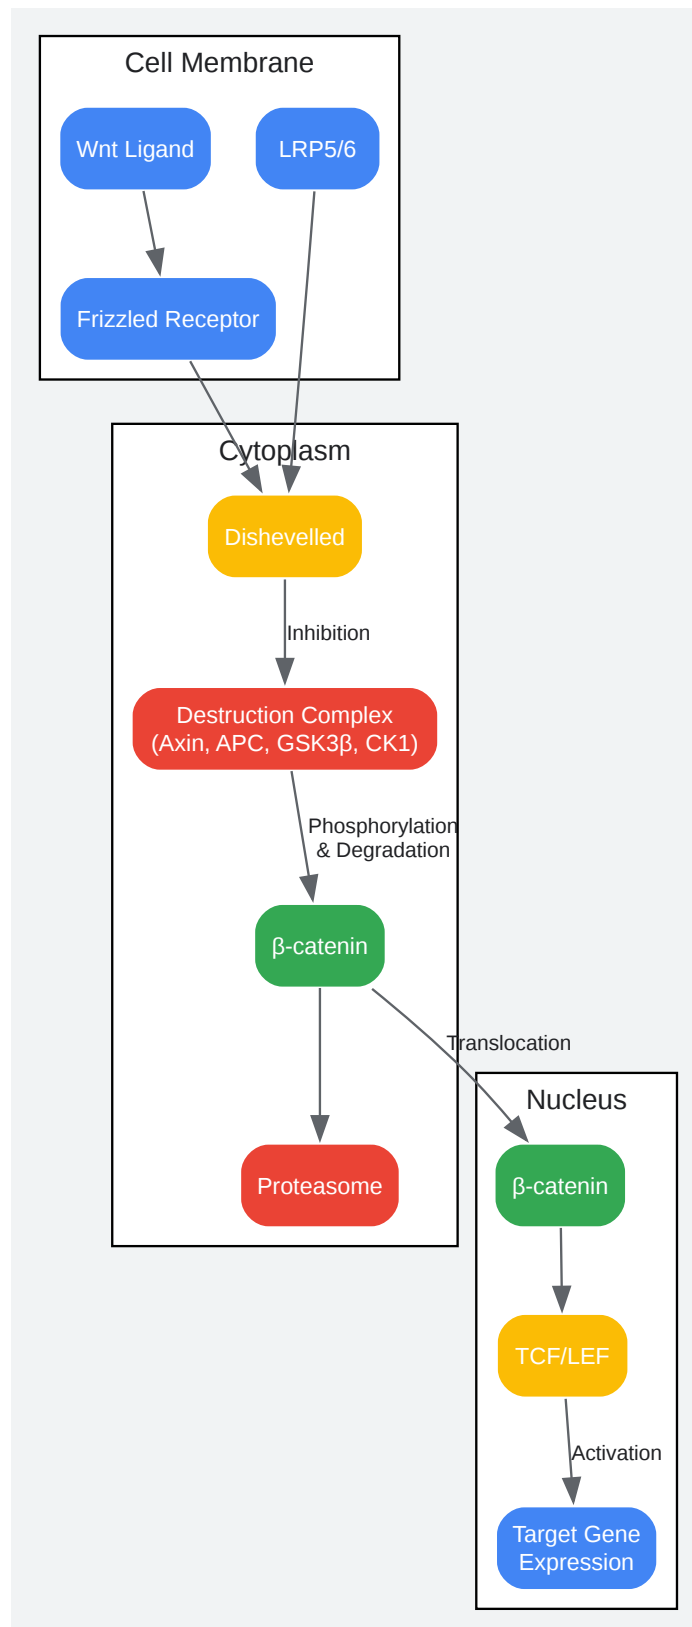 Cell Membrane
Wnt Ligand
LRP5/6
Frizzled Receptor
Cytoplasm
Dishevelled
Inhibition
Destruction Complex
(Axin, APC, GSK3β, CK1)
Phosphorylation
& Degradation
β-catenin
Translocation
Nucleus
Proteasome
β-catenin
TCF/LEF
Activation
Target Gene
Expression